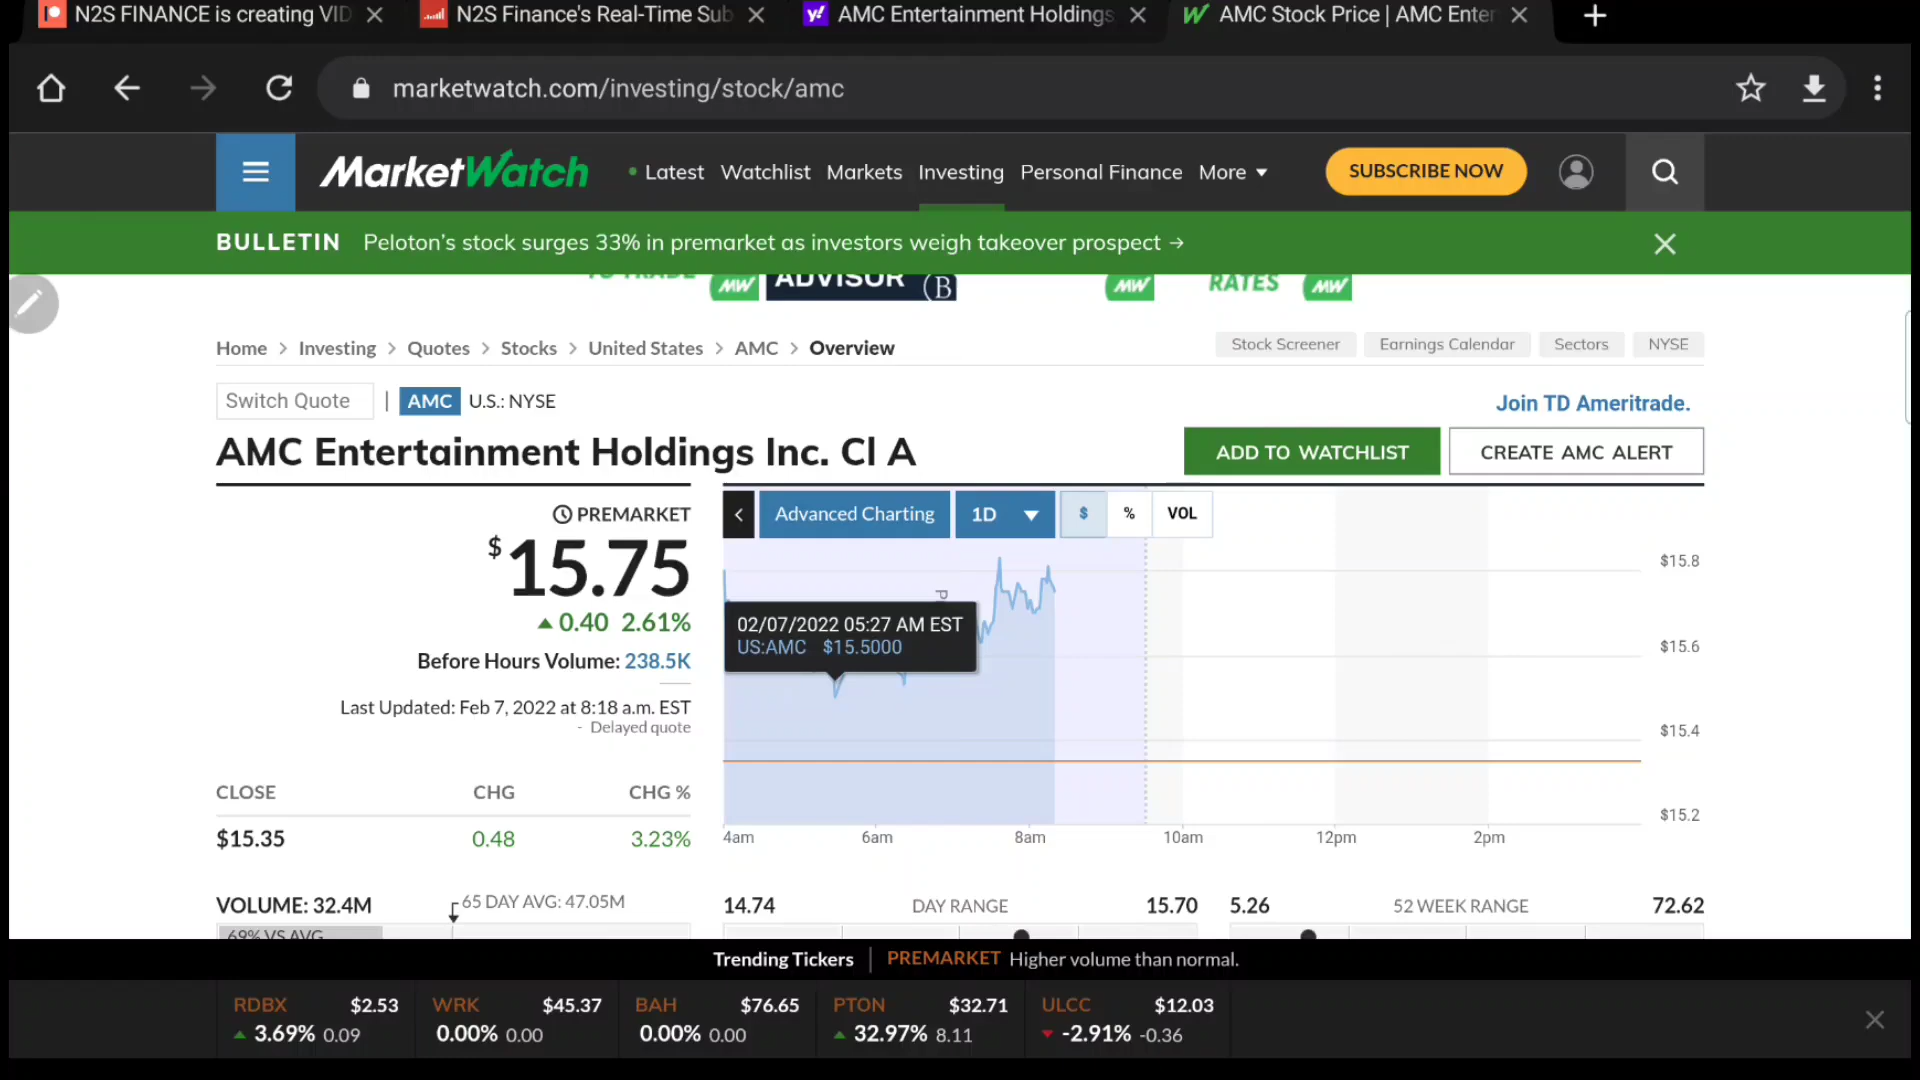 N2S FINANCE is creating VID
N2S Finance's Real-Time Sub
AMC Entertainment Holdings
AMC Stock Price | AMC Enter
marketwatch.com/investing/stock/amc
MarketWatch
Latest Watchlist Markets Investing Personal Finance More
SUBSCRIBE NOW
BULLETIN Peloton's stock surges 33% in premarket as investors weigh takeover prospect →
TO TRADE MW ADVISOR B MW RATES MW
Home > Investing > Quotes > Stocks > United States > AMC > Overview
Stock Screener Earnings Calendar Sectors NYSE
Switch Quote | AMC U.S.: NYSE
Join TD Ameritrade.
AMC Entertainment Holdings Inc. Cl A
ADD TO WATCHLIST CREATE AMC ALERT
PREMARKET
$15.75
0.40 2.61%
Before Hours Volume: 238.5K
Last Updated: Feb 7, 2022 at 8:18 a.m. EST
- Delayed quote
CLOSE CHG CHG %
$15.35 0.48 3.23%
Advanced Charting 1D $ % VOL
$15.8
P
02/07/2022 05:27 AM EST
US:AMC $15.5000
$15.6
$15.4
$15.2
4am 6am 8am 10am 12pm 2pm
VOLUME: 32.4M 65 DAY AVG: 47.05M
69% VS AVG
14.74 DAY RANGE 15.70
5.26 52 WEEK RANGE 72.62
Trending Tickers | PREMARKET Higher volume than normal.
RDBX $2.53
3.69% 0.09
WRK $45.37
0.00% 0.00
BAH $76.65
0.00% 0.00
PTON $32.71
32.97% 8.11
ULCC $12.03
-2.91% -0.36